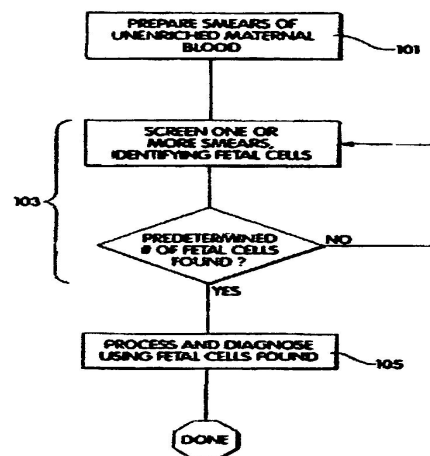 PREPARE SMEARS OF
UNENRICHED MATERNAL
BLOOD
101
SCREEN ONE OR
MORE SMEARS,
IDENTIFYING FETAL CELLS
103
PREDETERMINED
# OF FETAL CELLS
FOUND ?
NO
YES
PROCESS AND DIAGNOSE
USING FETAL CELLS FOUND
105
DONE